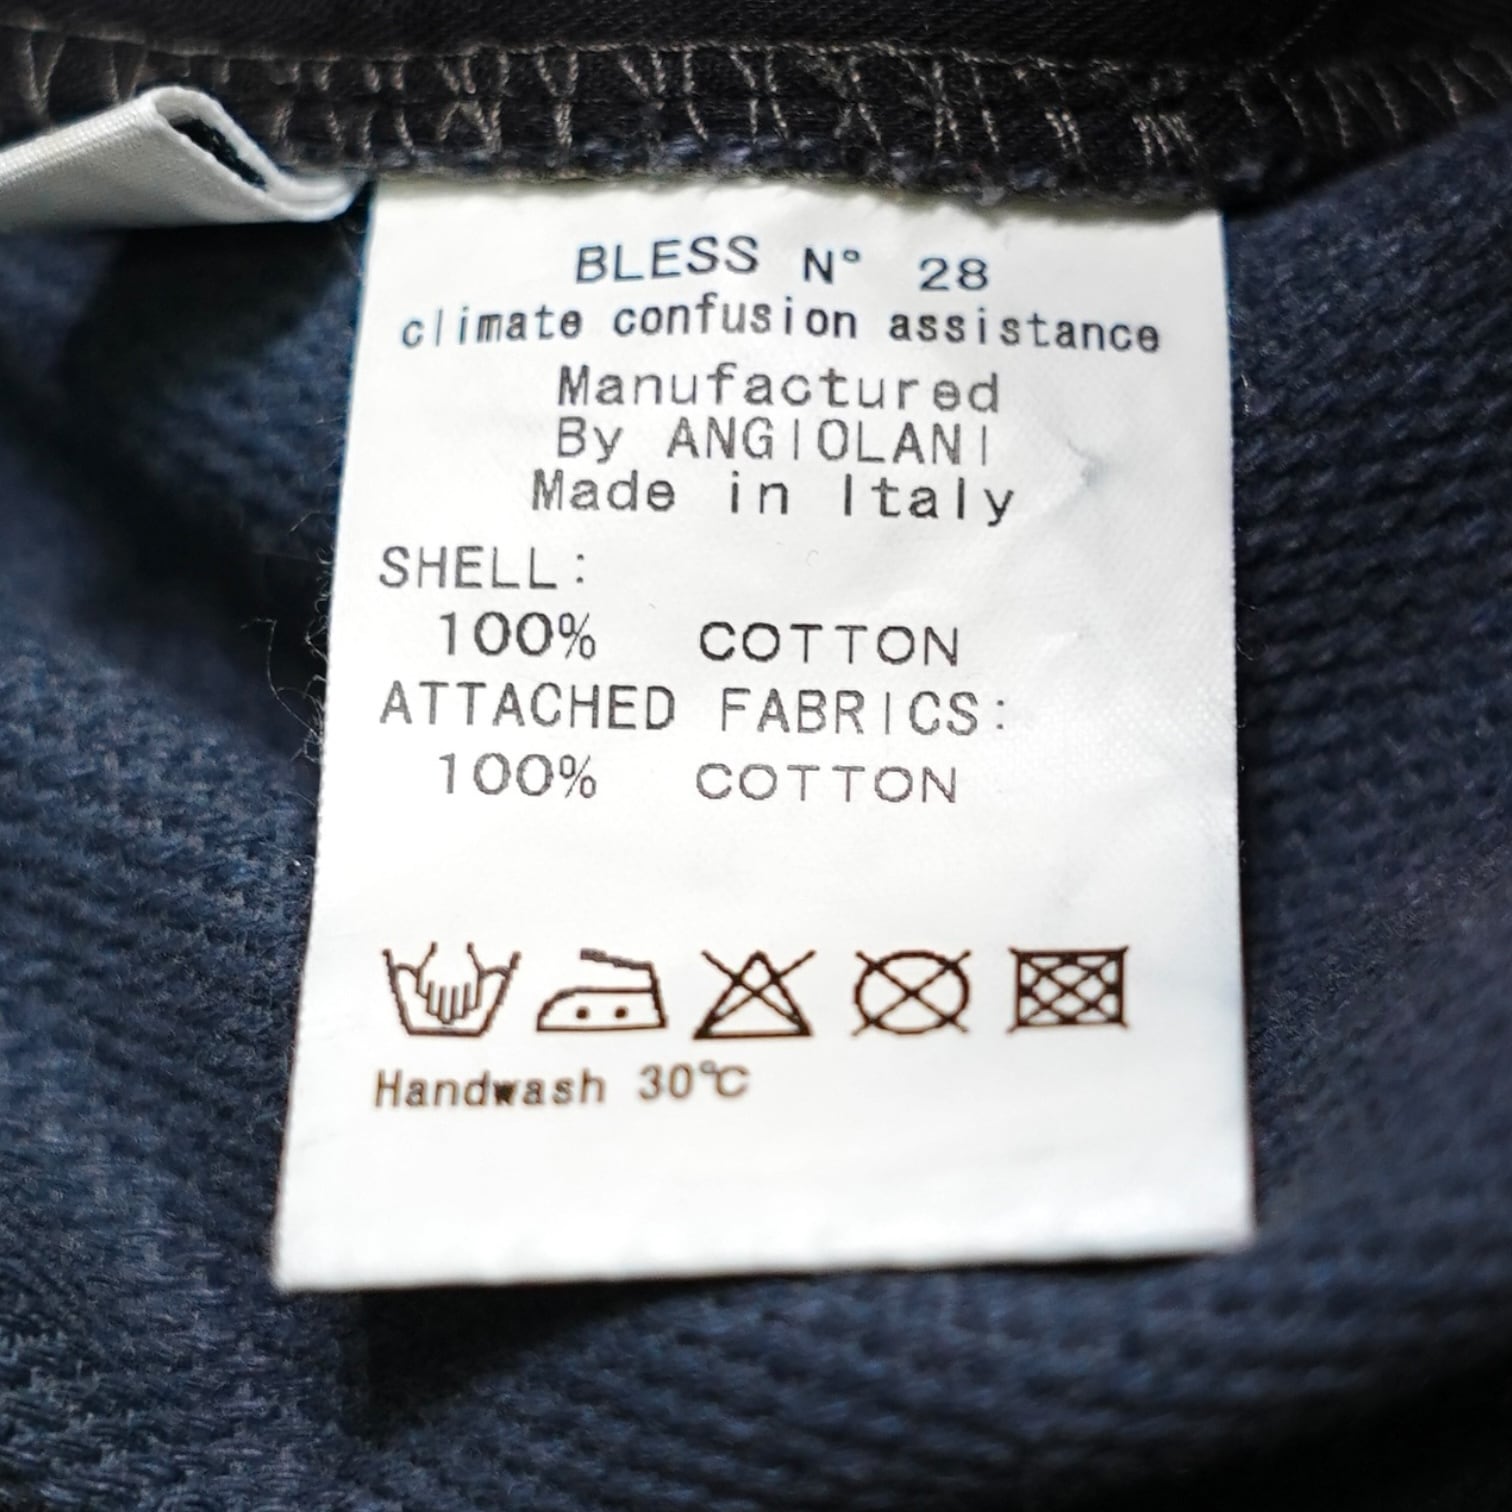 BLESS N° 28
climate confusion assistance
Manufactured
By ANGIOLANI
Made in Italy
SHELL:
100% COTTON
ATTACHED FABRICS:
100% COTTON
Handwash 30℃